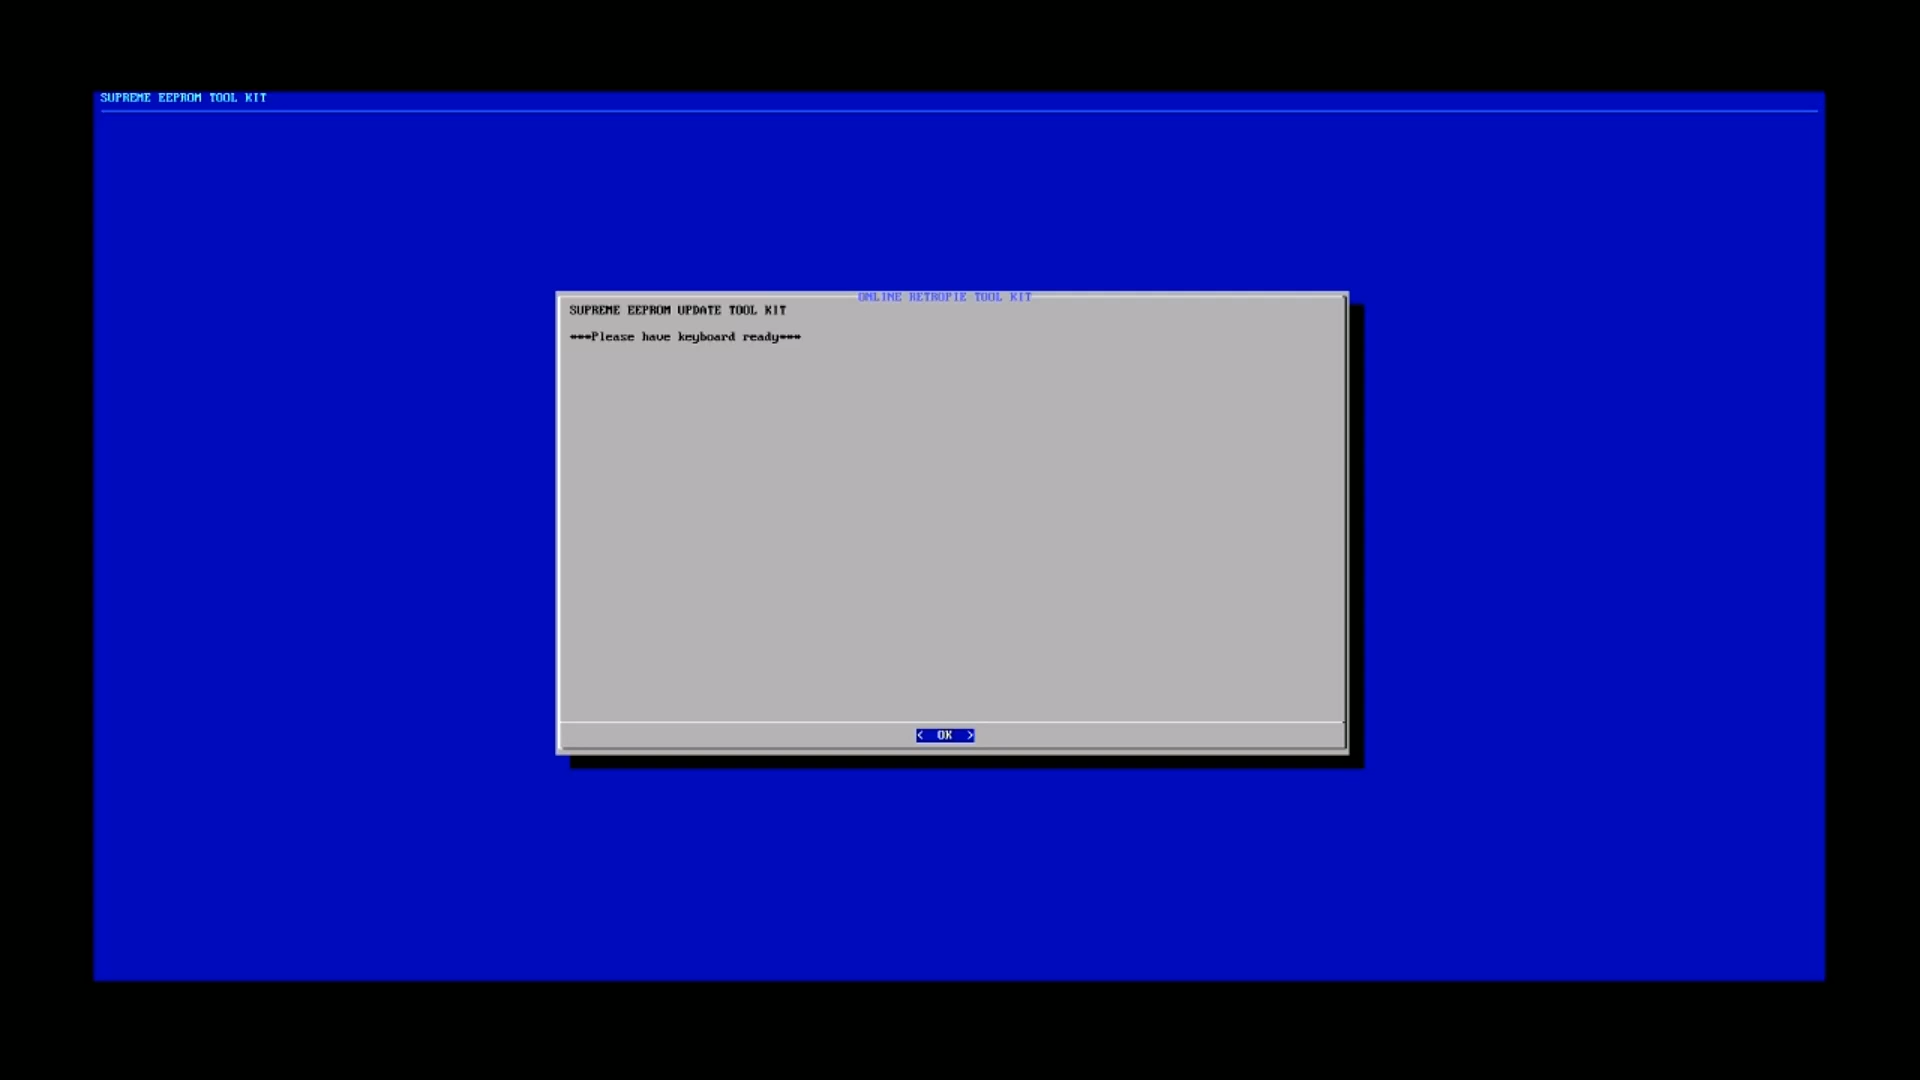 SUPREME EEPROM TOOL KIT
ONLINE RETROPIE TOOL KIT
SUPREME EEPROM UPDATE TOOL KIT
***Please have keyboard ready***
< OK >